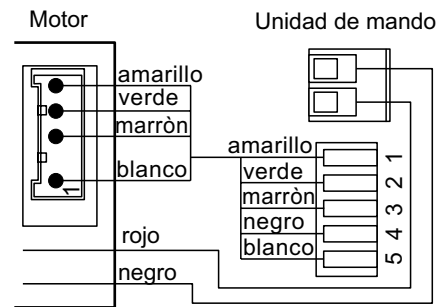 Motor
Unidad de mando
amarillo
verde
marròn
blanco
1
rojo
negro
amarillo
verde
marròn
negro
blanco
1
2
3
4
5